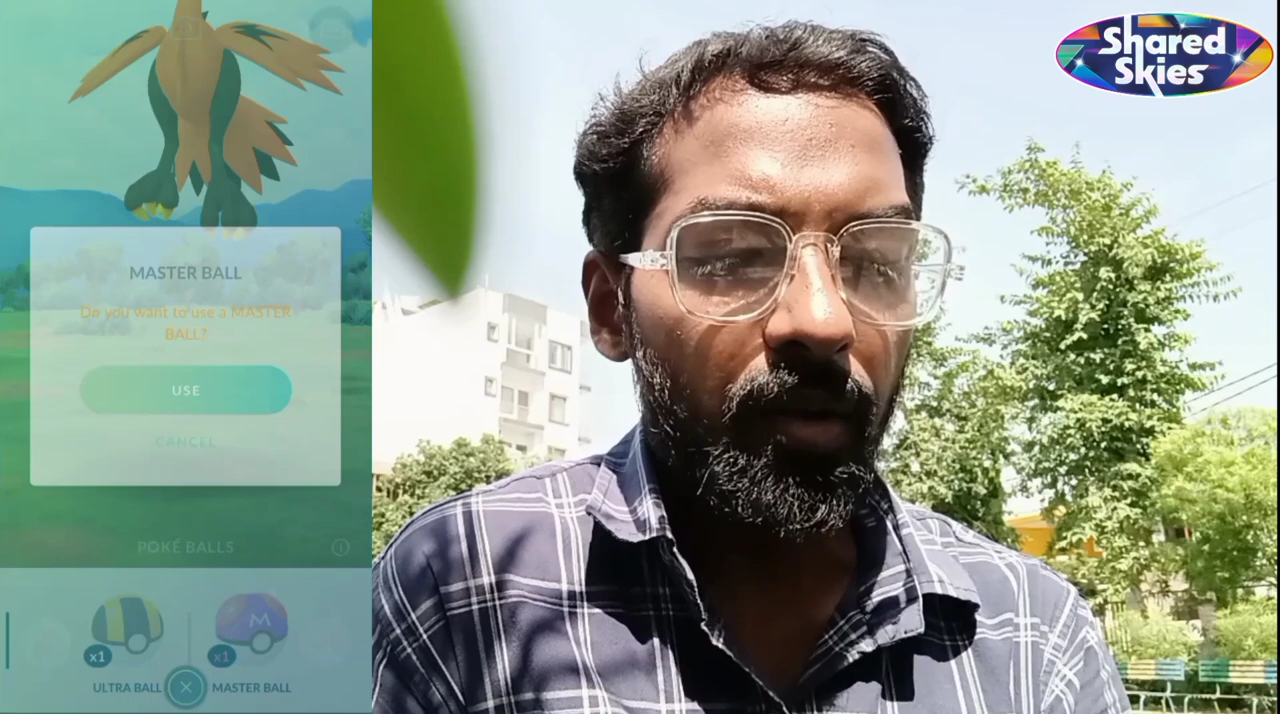 MASTER BALL
Do you want to use a MASTER
BALL?
USE
CANCEL
POKÉ BALLS
x1
M
x1
ULTRA BALL
MASTER BALL
Shared
Skies